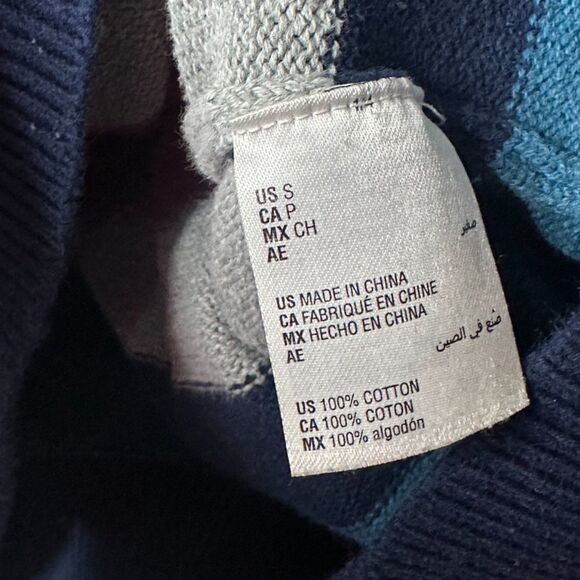 US S
CA P
MX CH
AE صغير
US MADE IN CHINA
CA FABRIQUÉ EN CHINE
MX HECHO EN CHINA
AE صُنع في الصين
US 100% COTTON
CA 100% COTON
MX 100% algodón